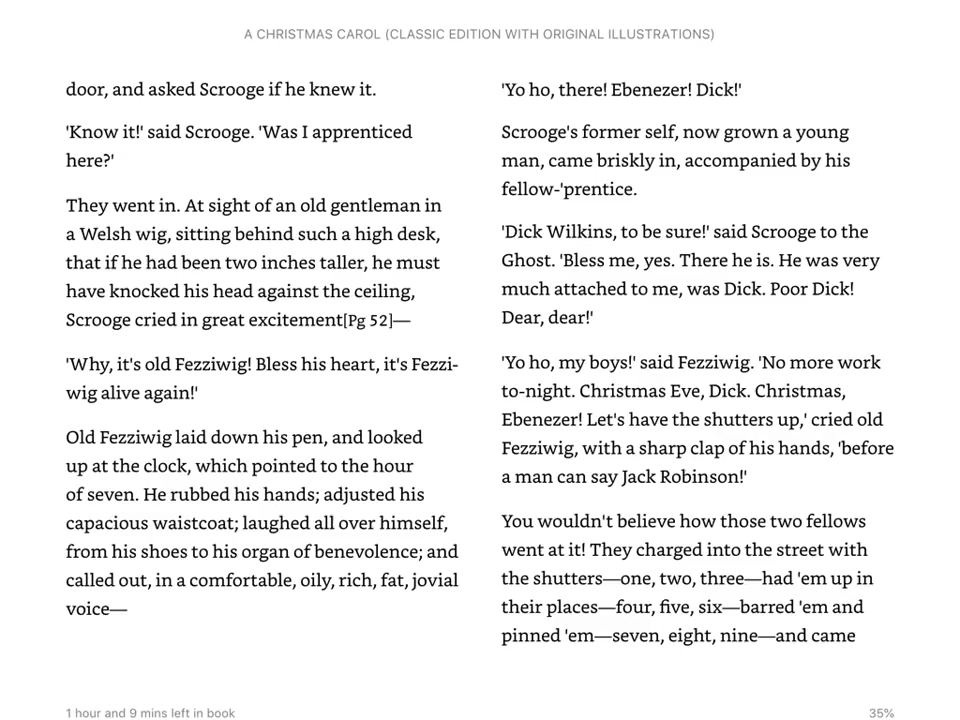 A CHRISTMAS CAROL (CLASSIC EDITION WITH ORIGINAL ILLUSTRATIONS)
door, and asked Scrooge if he knew it.
'Know it!' said Scrooge. 'Was I apprenticed
here?'
They went in. At sight of an old gentleman in
a Welsh wig, sitting behind such a high desk,
that if he had been two inches taller, he must
have knocked his head against the ceiling,
Scrooge cried in great excitement[Pg 52]—
'Why, it's old Fezziwig! Bless his heart, it's Fezzi-
wig alive again!'
Old Fezziwig laid down his pen, and looked
up at the clock, which pointed to the hour
of seven. He rubbed his hands; adjusted his
capacious waistcoat; laughed all over himself,
from his shoes to his organ of benevolence; and
called out, in a comfortable, oily, rich, fat, jovial
voice—
'Yo ho, there! Ebenezer! Dick!'
Scrooge's former self, now grown a young
man, came briskly in, accompanied by his
fellow-'prentice.
'Dick Wilkins, to be sure!' said Scrooge to the
Ghost. 'Bless me, yes. There he is. He was very
much attached to me, was Dick. Poor Dick!
Dear, dear!'
'Yo ho, my boys!' said Fezziwig. 'No more work
to-night. Christmas Eve, Dick. Christmas,
Ebenezer! Let's have the shutters up,' cried old
Fezziwig, with a sharp clap of his hands, 'before
a man can say Jack Robinson!'
You wouldn't believe how those two fellows
went at it! They charged into the street with
the shutters—one, two, three—had 'em up in
their places—four, five, six—barred 'em and
pinned 'em—seven, eight, nine—and came
1 hour and 9 mins left in book
35%